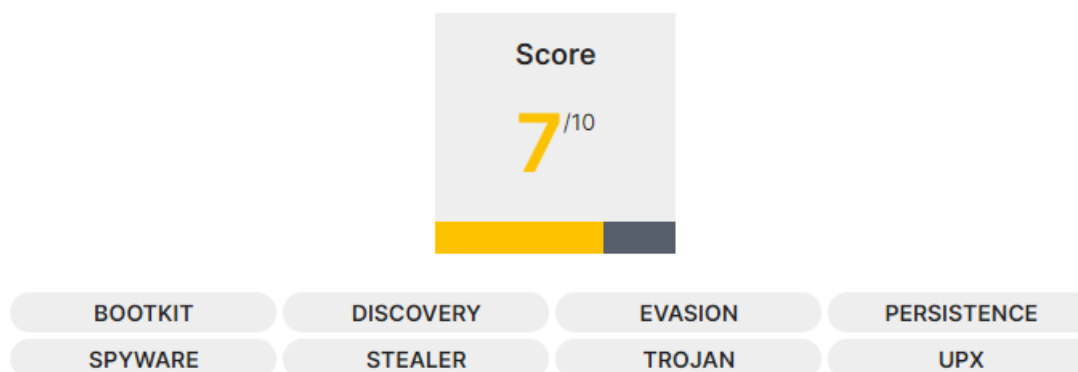 Score
7/10
BOOTKIT DISCOVERY EVASION PERSISTENCE
SPYWARE STEALER TROJAN UPX